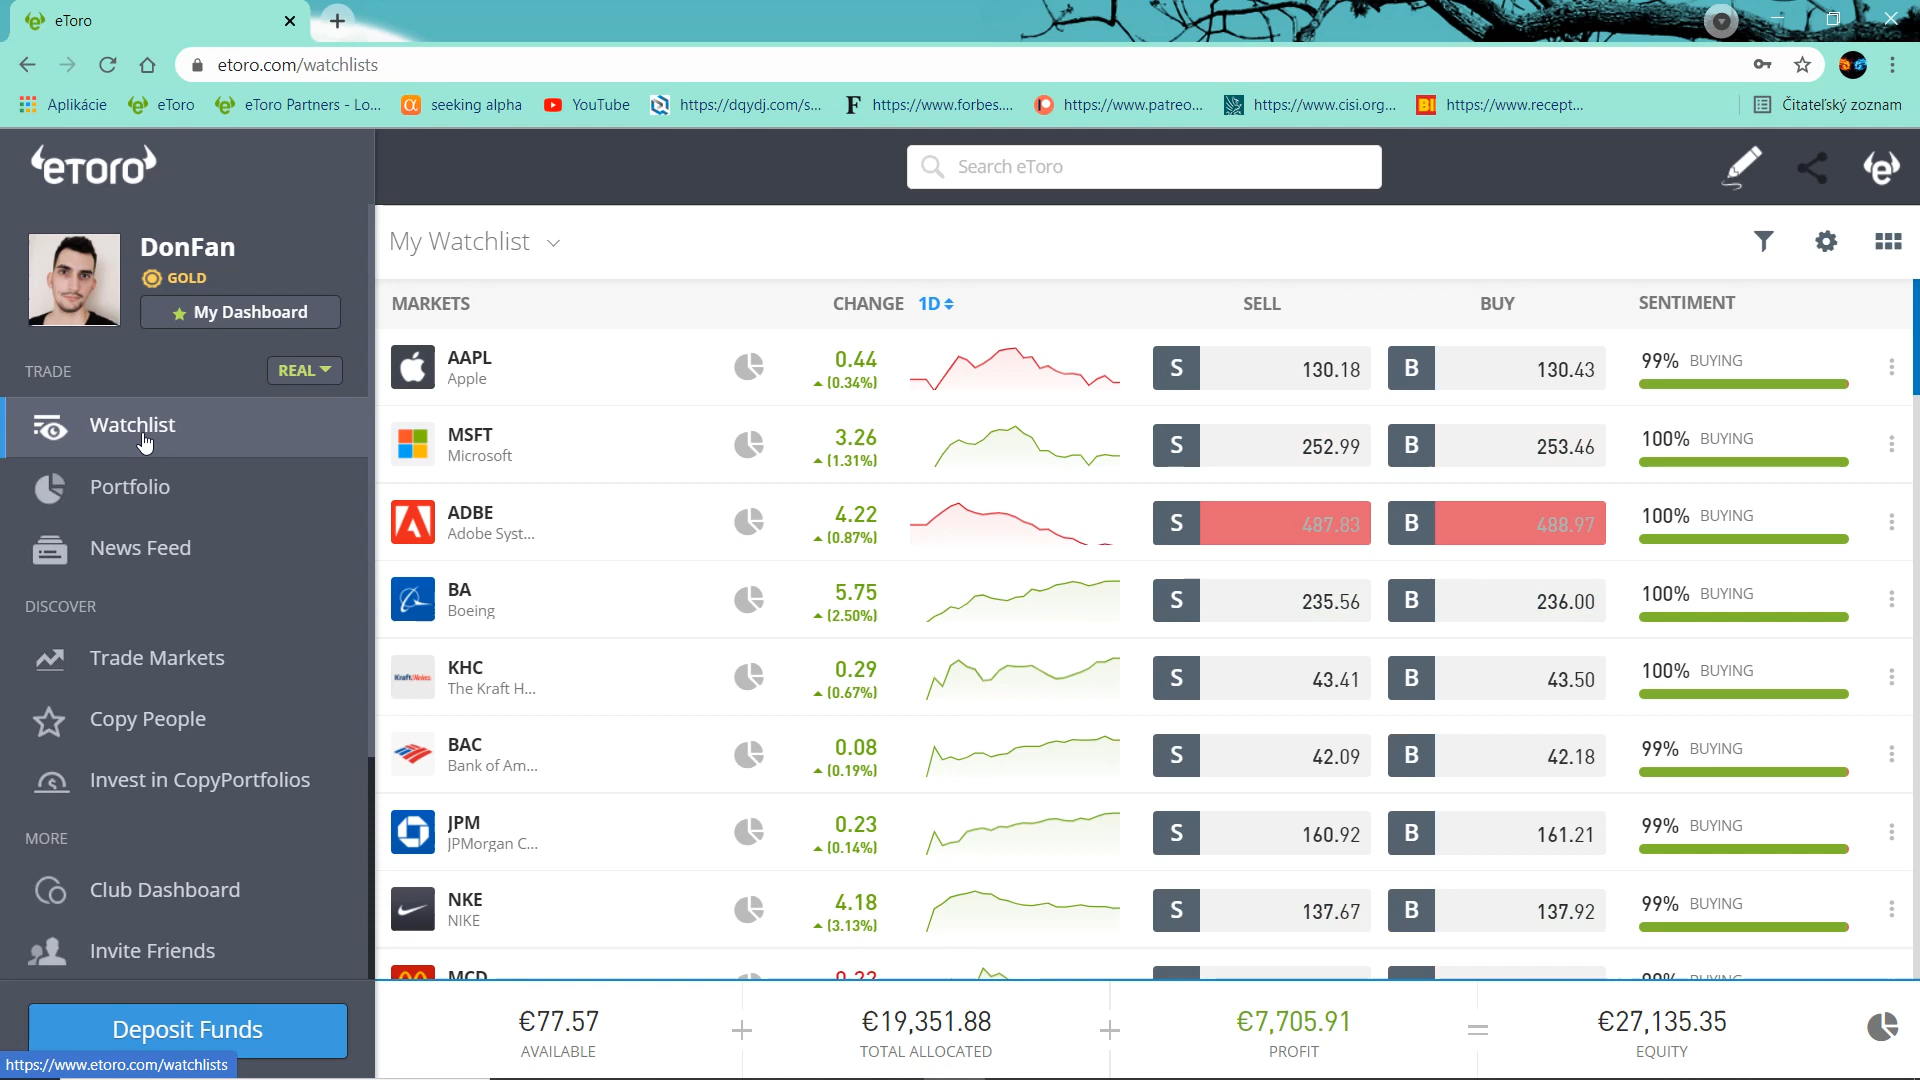 eToro
etoro.com/watchlists
Aplikácie
eToro
eToro Partners - Lo...
seeking alpha
YouTube
https://dqydj.com/s...
https://www.forbes....
https://www.patreo...
https://www.cisi.org...
https://www.recept...
Čitateľský zoznam
eToro
Search eToro
DonFan
GOLD
My Dashboard
TRADE
REAL
Watchlist
Portfolio
News Feed
DISCOVER
Trade Markets
Copy People
Invest in CopyPortfolios
MORE
Club Dashboard
Invite Friends
Deposit Funds
https://www.etoro.com/watchlists
My Watchlist
MARKETS CHANGE 1D SELL BUY SENTIMENT
AAPL 0.44 S 130.18 B 130.43 99% BUYING
Apple (0.34%)
MSFT 3.26 S 252.99 B 253.46 100% BUYING
Microsoft (1.31%)
ADBE 4.22 S 487.83 B 488.97 100% BUYING
Adobe Syst... (0.87%)
BA 5.75 S 235.56 B 236.00 100% BUYING
Boeing (2.50%)
KHC 0.29 S 43.41 B 43.50 100% BUYING
The Kraft H... (0.67%)
BAC 0.08 S 42.09 B 42.18 99% BUYING
Bank of Am... (0.19%)
JPM 0.23 S 160.92 B 161.21 99% BUYING
JPMorgan C... (0.14%)
NKE 4.18 S 137.67 B 137.92 99% BUYING
NIKE (3.13%)
MCD
€77.57 + €19,351.88 + €7,705.91 = €27,135.35
AVAILABLE TOTAL ALLOCATED PROFIT EQUITY